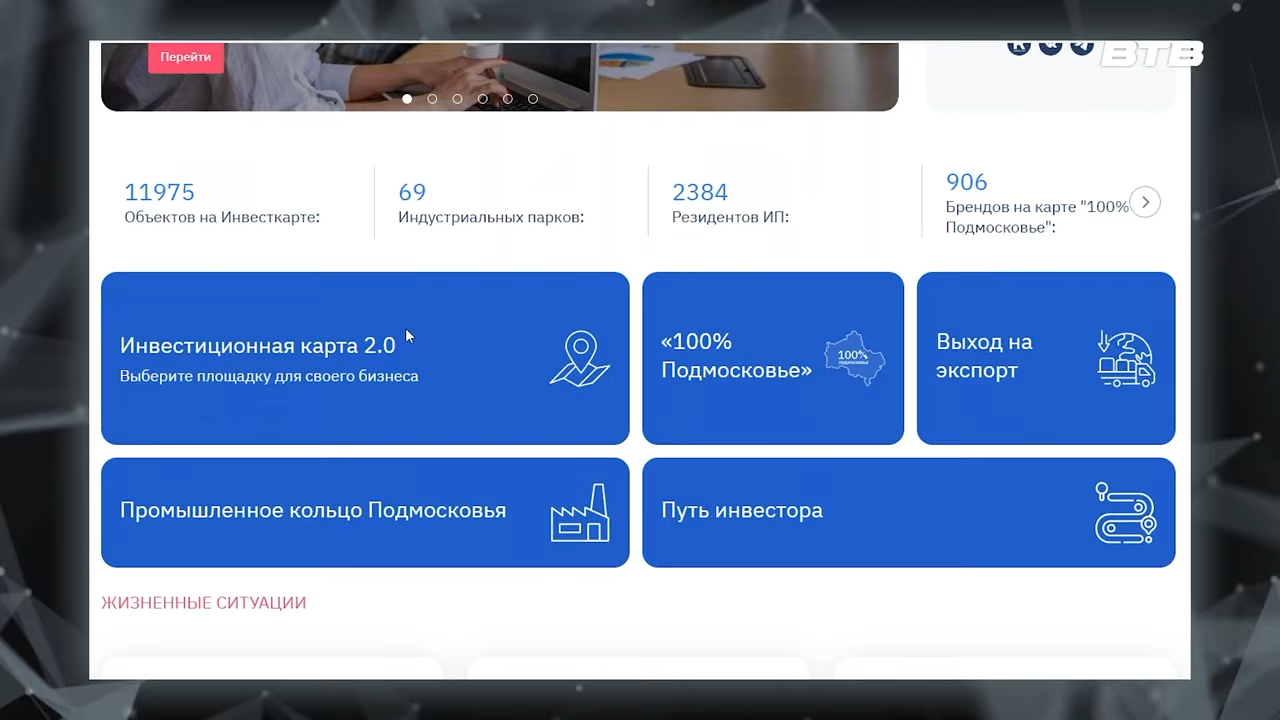 Перейти
ВТВ
11975
Объектов на Инвесткарте:
69
Индустриальных парков:
2384
Резидентов ИП:
906
Брендов на карте "100%
Подмосковье":
Инвестиционная карта 2.0
Выберите площадку для своего бизнеса
«100%
Подмосковье»
100%
Выход на
экспорт
Промышленное кольцо Подмосковья
Путь инвестора
ЖИЗНЕННЫЕ СИТУАЦИИ